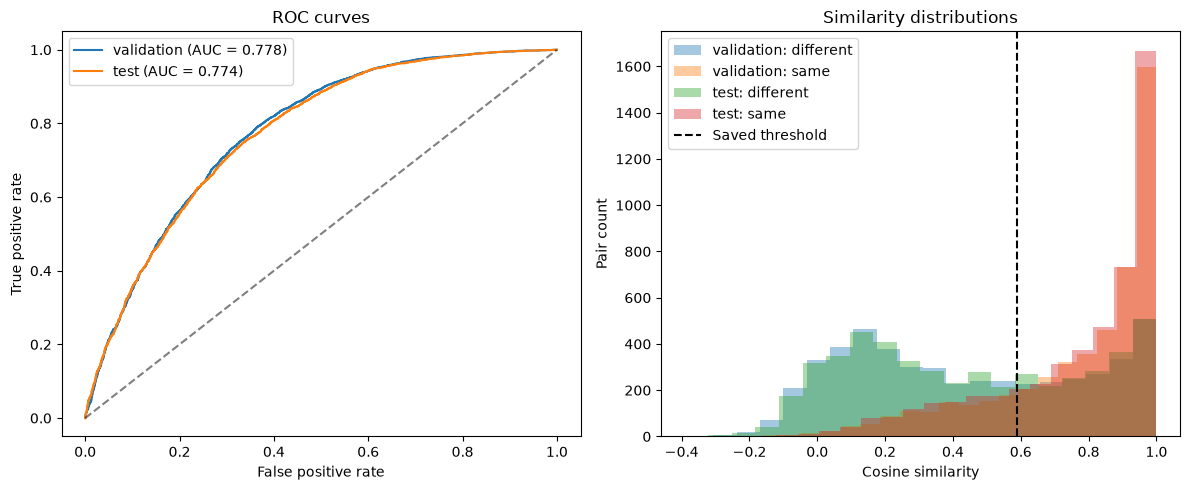 ROC curves
validation (AUC = 0.778)
test (AUC = 0.774)
True positive rate
1.0
0.8
0.6
0.4
0.2
0.0
0.0 0.2 0.4 0.6 0.8 1.0
False positive rate
Similarity distributions
validation: different
validation: same
test: different
test: same
Saved threshold
Pair count
1600
1400
1200
1000
800
600
400
200
0
−0.4 −0.2 0.0 0.2 0.4 0.6 0.8 1.0
Cosine similarity